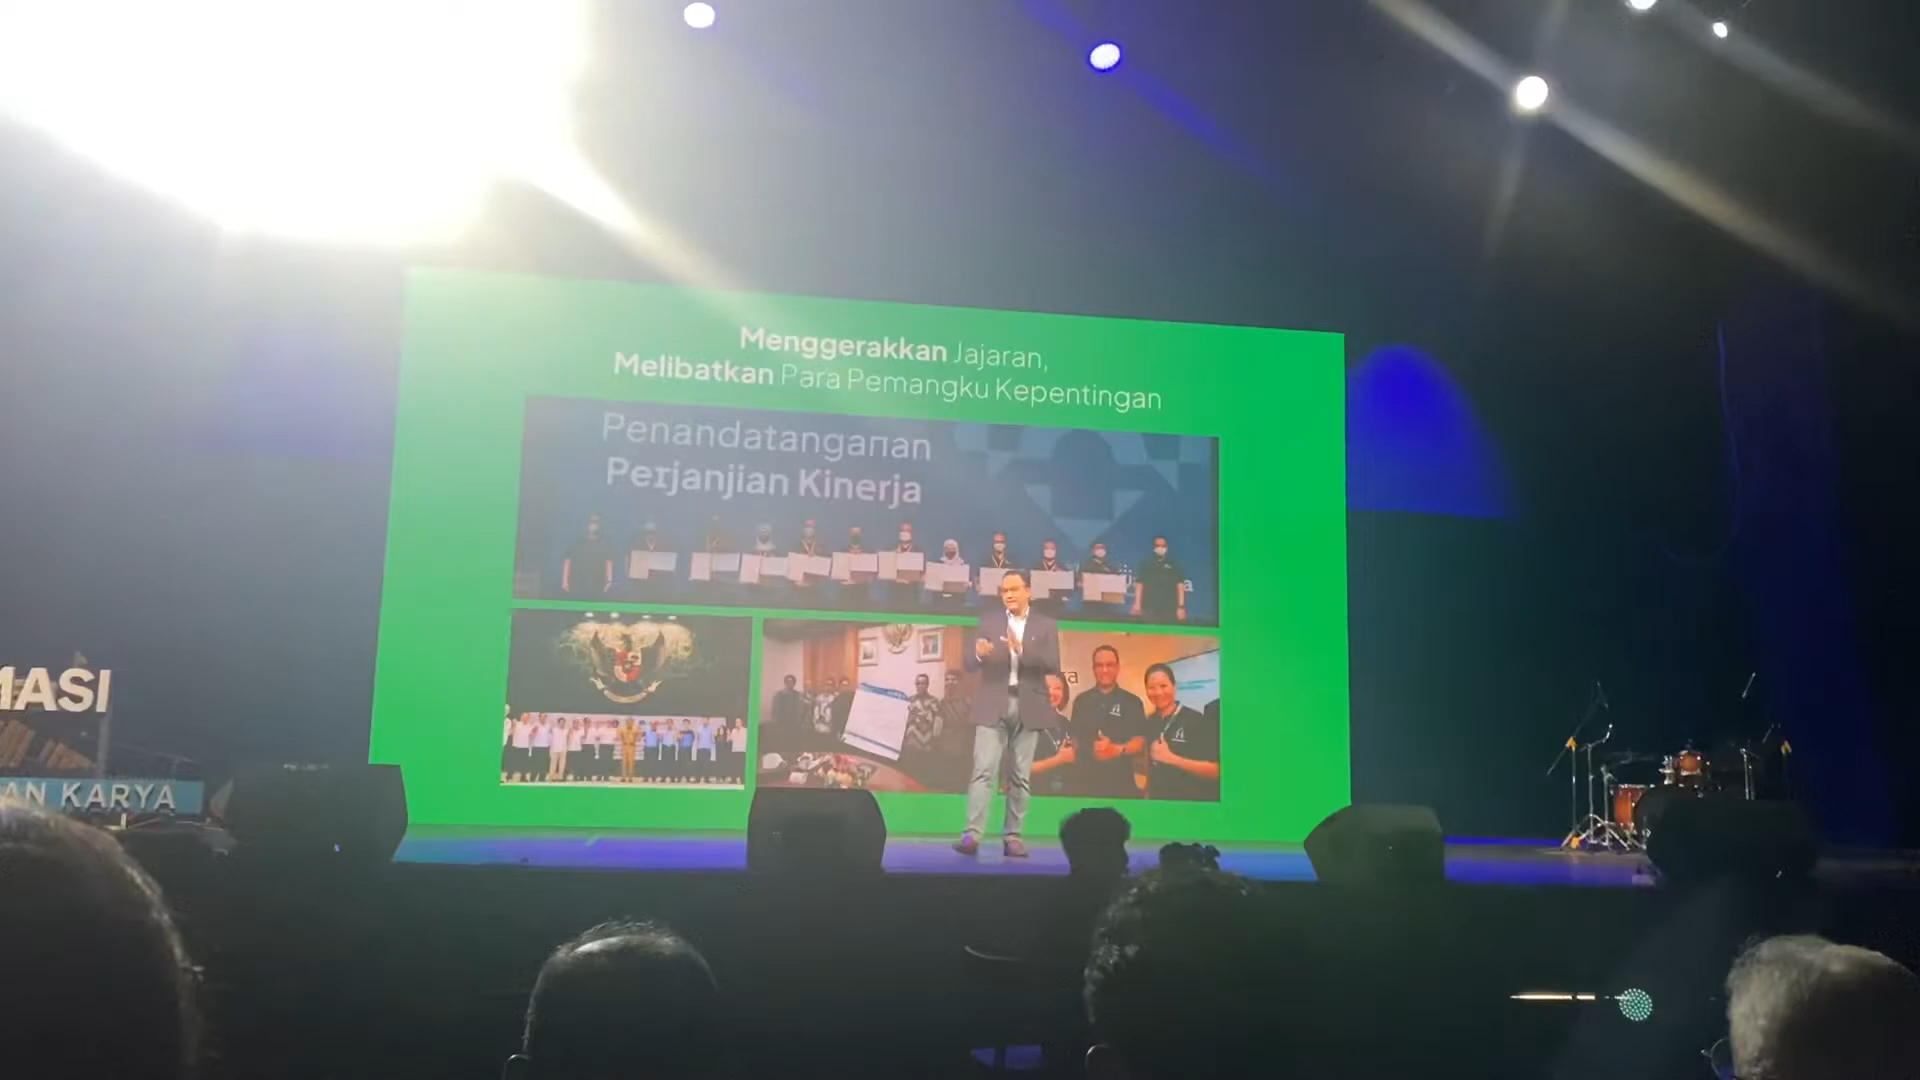 Menggerakkan Jajaran,
Melibatkan Para Pemangku Kepentingan
Penandatanganan
Perjanjian Kinerja
MASI
AN KARYA